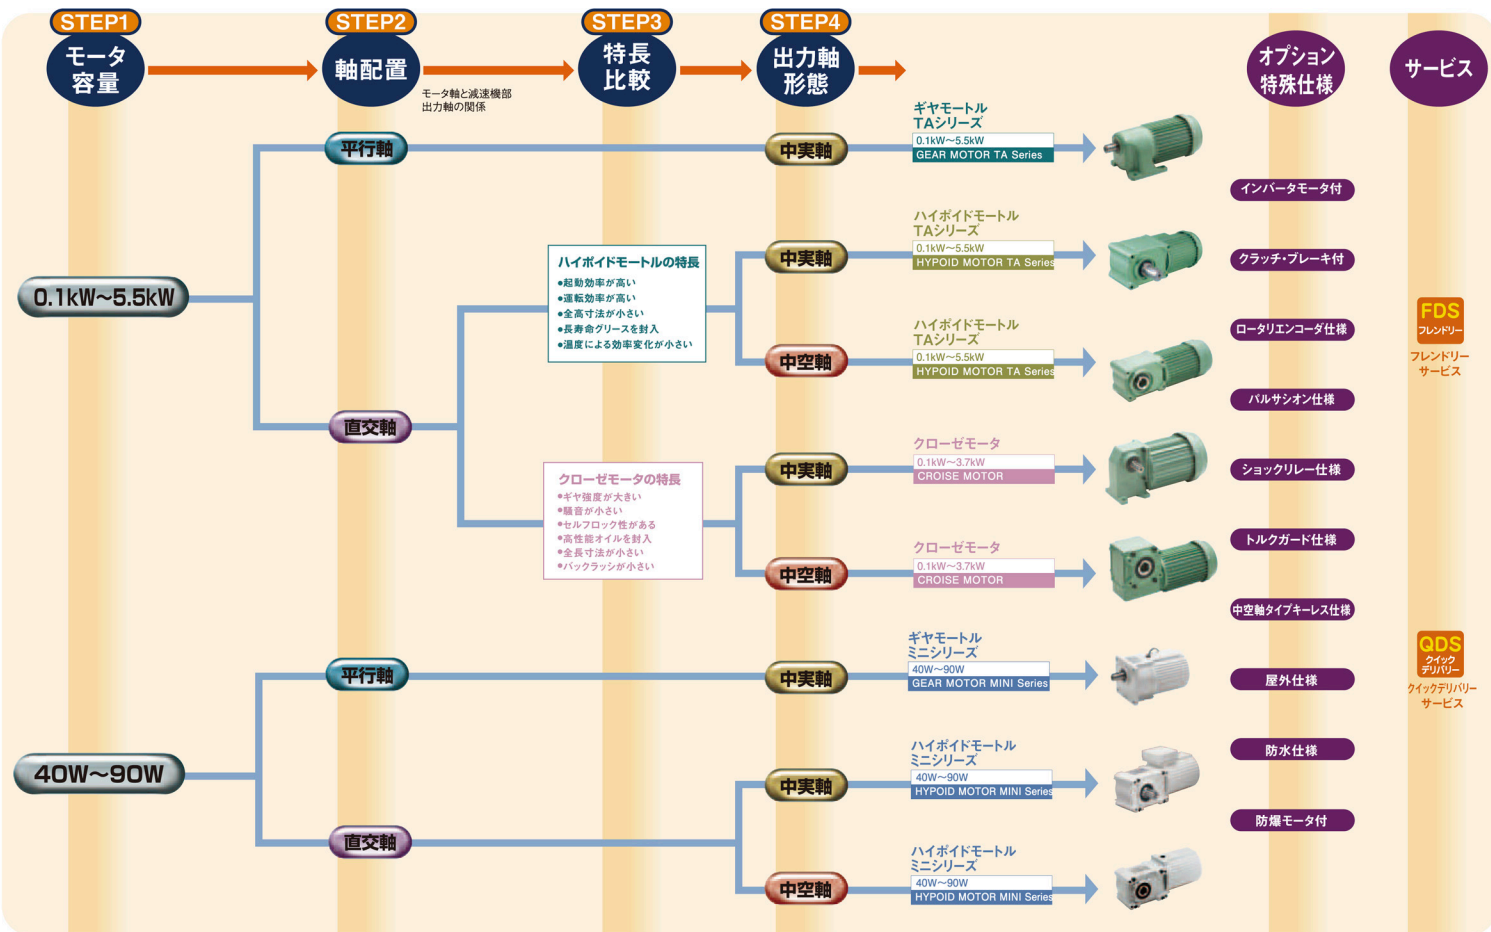 STEP1
モータ
容量
STEP2
軸配置
モータ軸と減速機部
出力軸の関係
STEP3
特長
比較
STEP4
出力軸
形態
オプション
特殊仕様
サービス
0.1kW～5.5kW
平行軸
中実軸
ギヤモートル
TAシリーズ
0.1kW～5.5kW
GEAR MOTOR TA Series
直交軸
ハイポイドモートルの特長
●起動効率が高い
●運転効率が高い
●全高寸法が小さい
●長寿命グリースを封入
●温度による効率変化が小さい
中実軸
ハイポイドモートル
TAシリーズ
0.1kW～5.5kW
HYPOID MOTOR TA Series
中空軸
ハイポイドモートル
TAシリーズ
0.1kW～5.5kW
HYPOID MOTOR TA Series
クローゼモータの特長
●ギヤ強度が大きい
●騒音が小さい
●セルフロック性がある
●高性能オイルを封入
●全長寸法が小さい
●バックラッシが小さい
中実軸
クローゼモータ
0.1kW～3.7kW
CROISE MOTOR
中空軸
クローゼモータ
0.1kW～3.7kW
CROISE MOTOR
40W～90W
平行軸
中実軸
ギヤモートル
ミニシリーズ
40W～90W
GEAR MOTOR MINI Series
直交軸
中実軸
ハイポイドモートル
ミニシリーズ
40W～90W
HYPOID MOTOR MINI Series
中空軸
ハイポイドモートル
ミニシリーズ
40W～90W
HYPOID MOTOR MINI Series
インバータモータ付
クラッチ・ブレーキ付
ロータリエンコーダ仕様
パルサシオン仕様
ショックリレー仕様
トルクガード仕様
中空軸タイプキーレス仕様
屋外仕様
防水仕様
防爆モータ付
FDS
フレンドリー
フレンドリー
サービス
QDS
クイック
デリバリー
クイックデリバリー
サービス